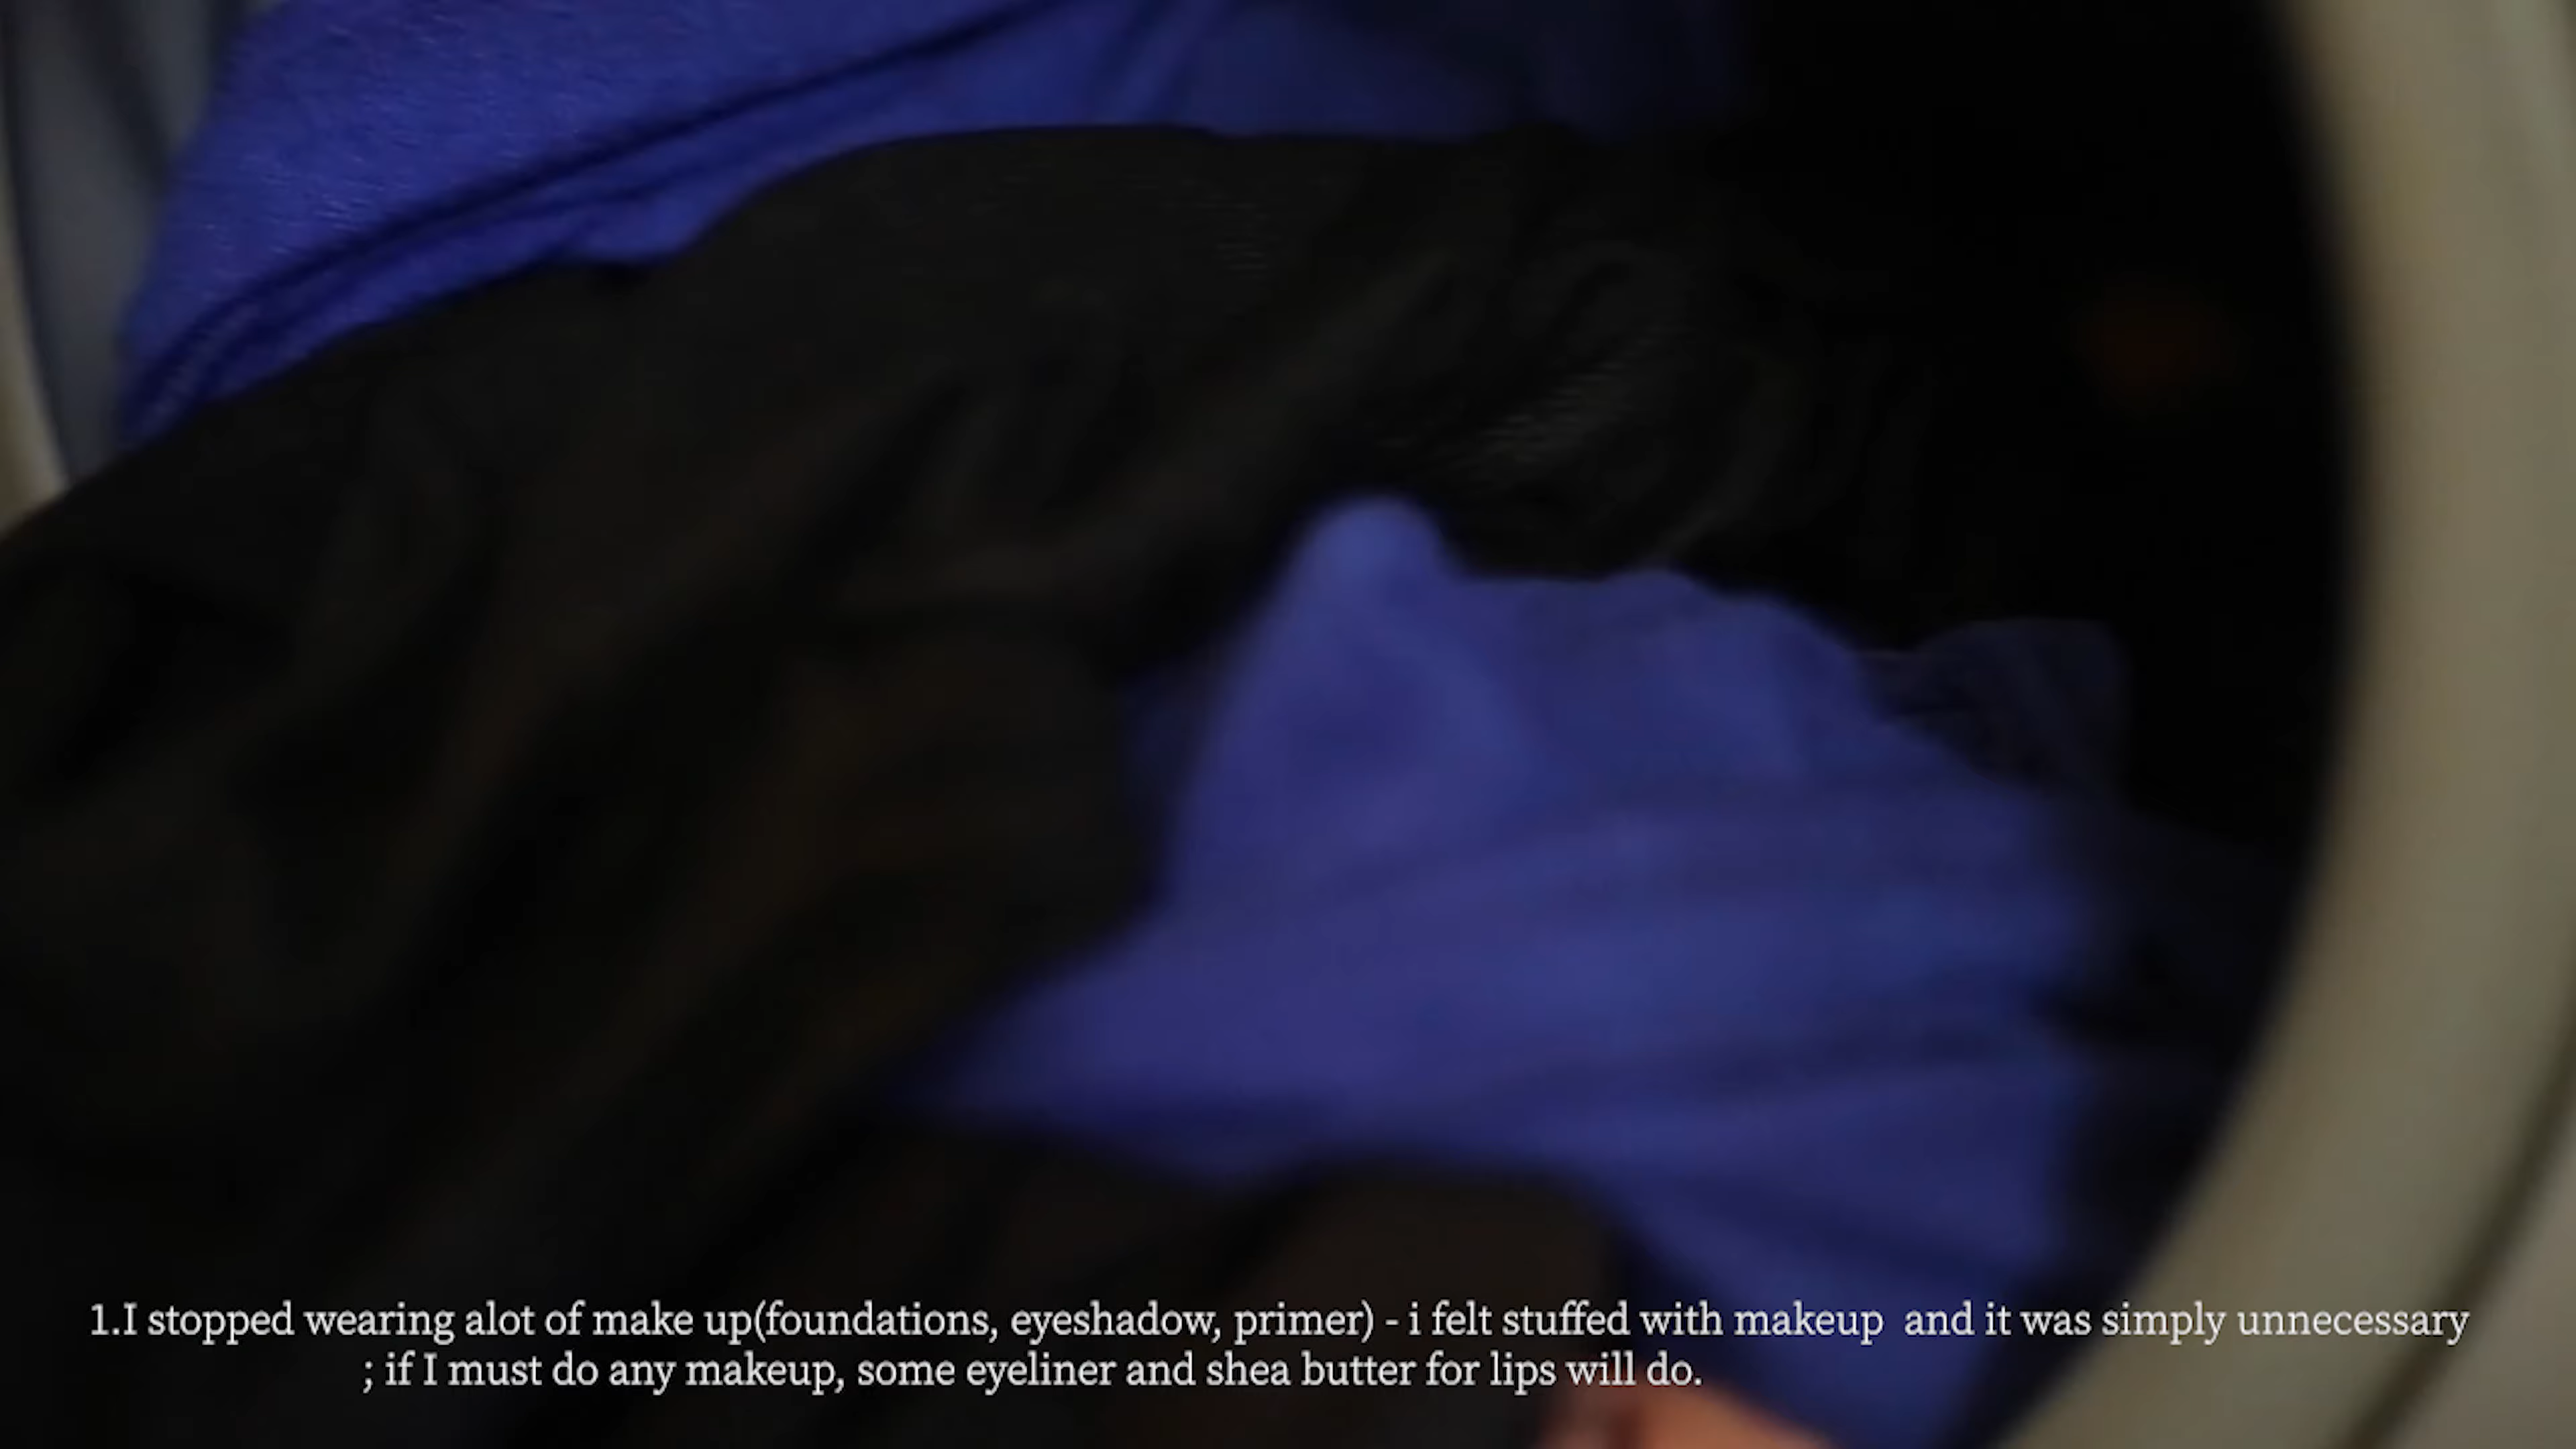 1.I stopped wearing alot of make up(foundations, eyeshadow, primer) - i felt stuffed with makeup  and it was simply unnecessary
; if I must do any makeup, some eyeliner and shea butter for lips will do.